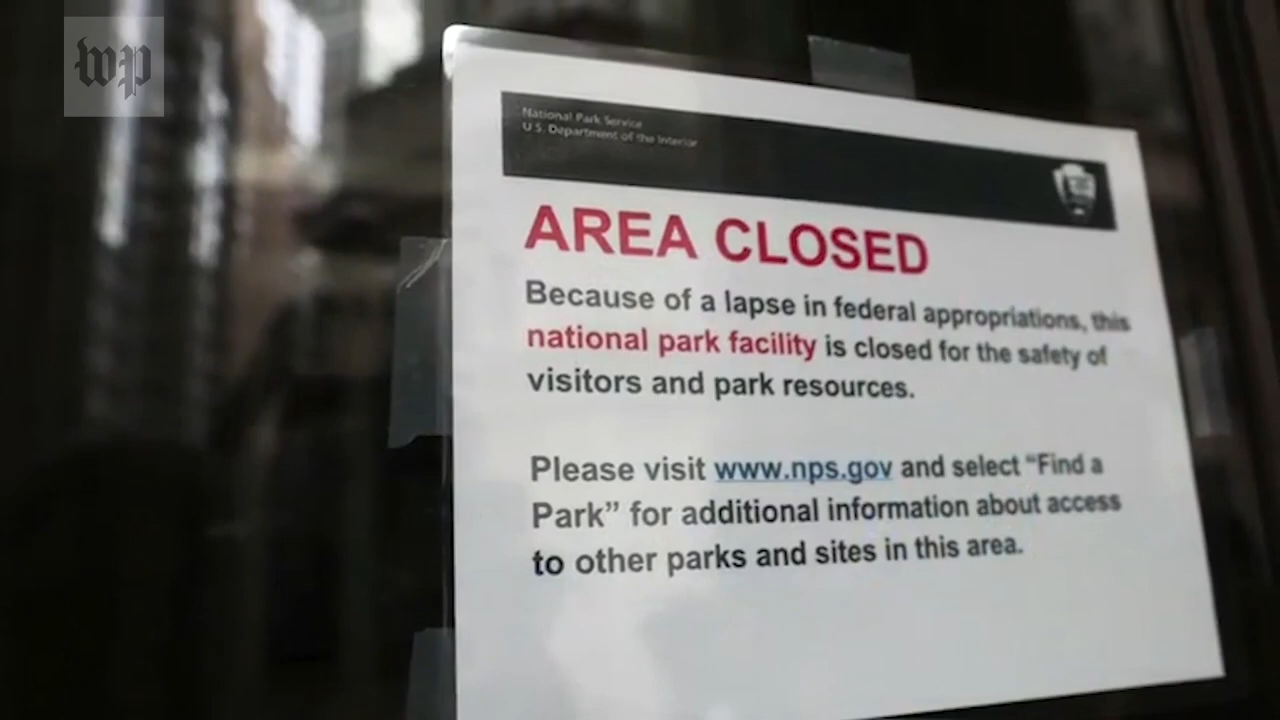 wp
National Park Service
U.S. Department of the Interior
AREA CLOSED
Because of a lapse in federal appropriations, this
national park facility is closed for the safety of
visitors and park resources.
Please visit www.nps.gov and select “Find a
Park” for additional information about access
to other parks and sites in this area.